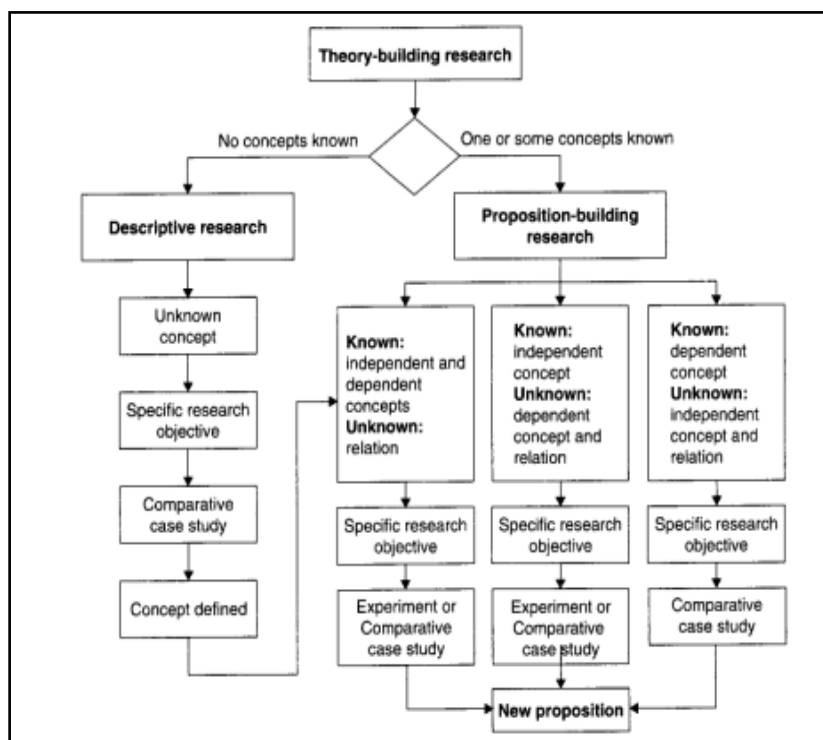 Theory-building research
No concepts known
One or some concepts known
Descriptive research
Proposition-building
research
Unknown
concept
Specific research
objective
Comparative
case study
Concept defined
Known:
independent and
dependent
concepts
Unknown:
relation
Specific research
objective
Experiment or
Comparative
case study
Known:
independent
concept
Unknown:
dependent
concept and
relation
Specific research
objective
Experiment or
Comparative
case study
Known:
dependent
concept
Unknown:
independent
concept and
relation
Specific research
objective
Comparative
case study
New proposition